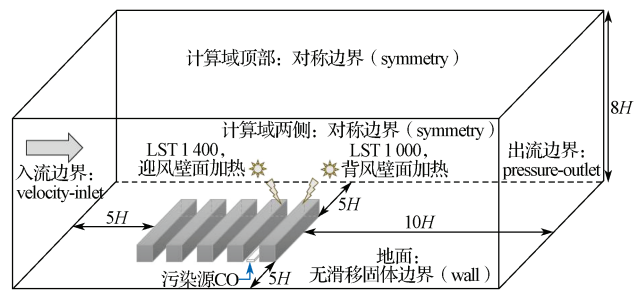 计算域顶部：对称边界（symmetry）
8H
计算域两侧：对称边界（symmetry）
LST 1 400，
迎风壁面加热
LST 1 000，
背风壁面加热
入流边界：
velocity-inlet
出流边界：
pressure-outlet
5H
5H
10H
污染源CO
5H
地面：
无滑移固体边界（wall）